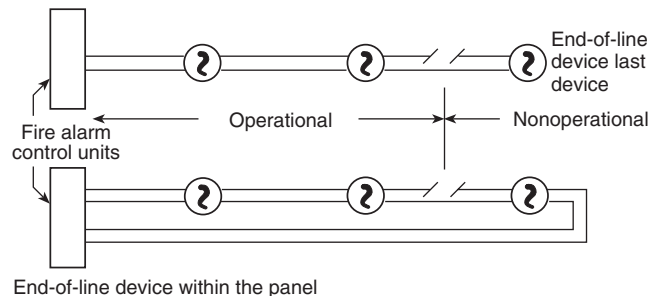 End-of-line
device last
device
Operational
Nonoperational
Fire alarm
control units
End-of-line device within the panel